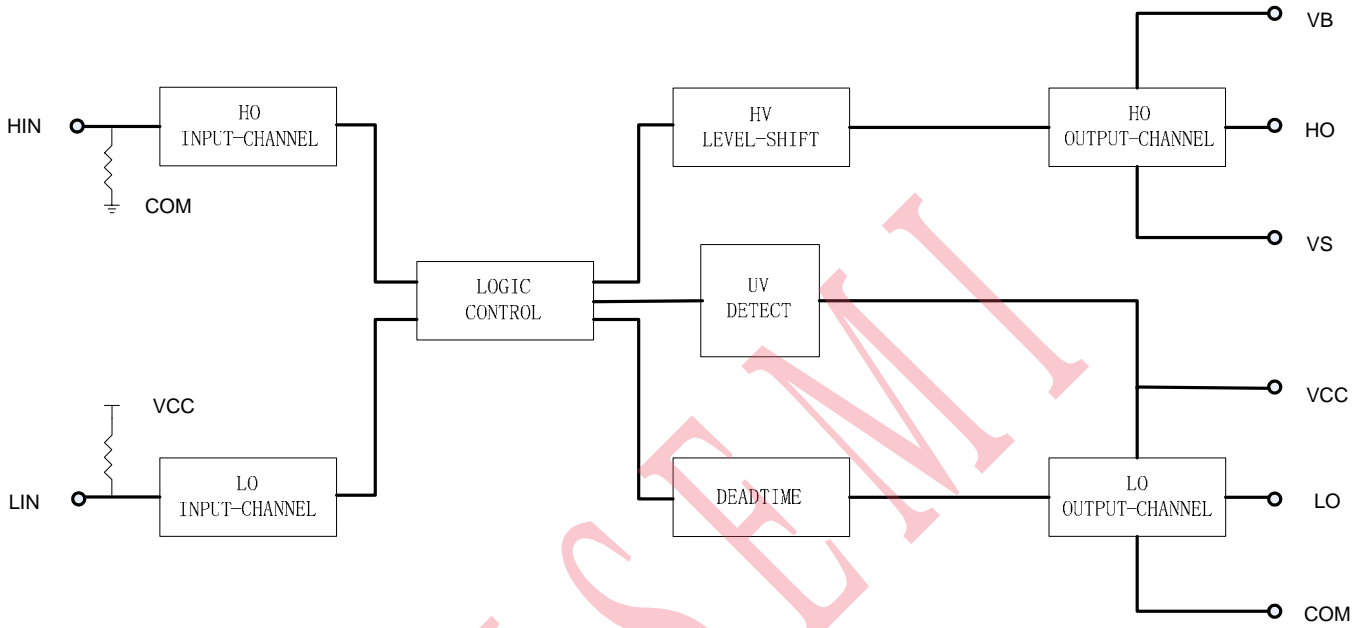 VB
HIN
HO
INPUT-CHANNEL
HV
LEVEL-SHIFT
HO
OUTPUT-CHANNEL
HO
COM
VS
LOGIC
CONTROL
UV
DETECT
VCC
VCC
LIN
LO
INPUT-CHANNEL
DEADTIME
LO
OUTPUT-CHANNEL
LO
COM
SEMI